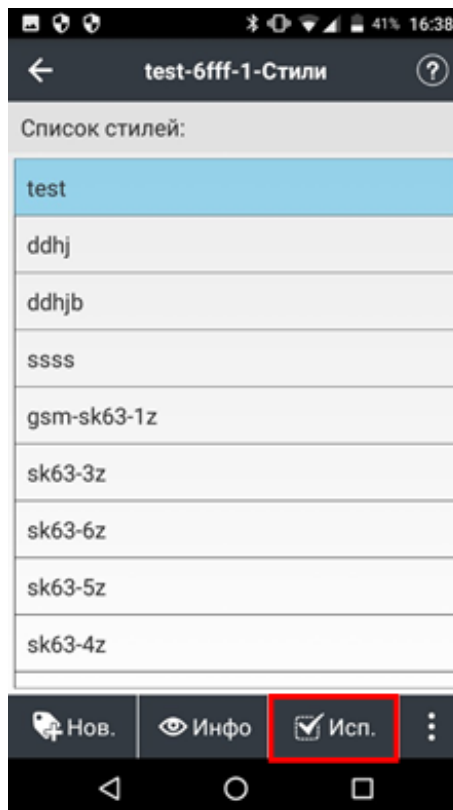 41% 16:38
test-6fff-1-Стили
?
Список стилей:
test
ddhj
ddhjb
ssss
gsm-sk63-1z
sk63-3z
sk63-6z
sk63-5z
sk63-4z
Нов. Инфо Исп.